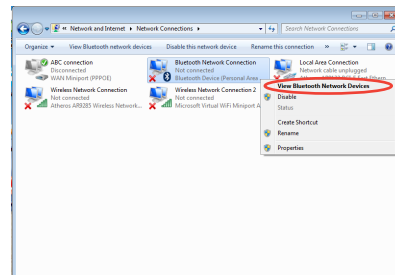 « Network and Internet ▸ Network Connections ▸
Search Network Connections
Organize ▾ View Bluetooth network devices Disable this network device Rename this connection »
ABC connection
Disconnected
WAN Miniport (PPPOE)
Bluetooth Network Connection
Not connected
Bluetooth Device (Personal Area
Local Area Connection
Network cable unplugged
View Bluetooth Network Devices
Disable
Status
Create Shortcut
Rename
Properties
Wireless Network Connection
Not connected
Atheros AR9285 Wireless Network...
Wireless Network Connection 2
Not connected
Microsoft Virtual WiFi Miniport A